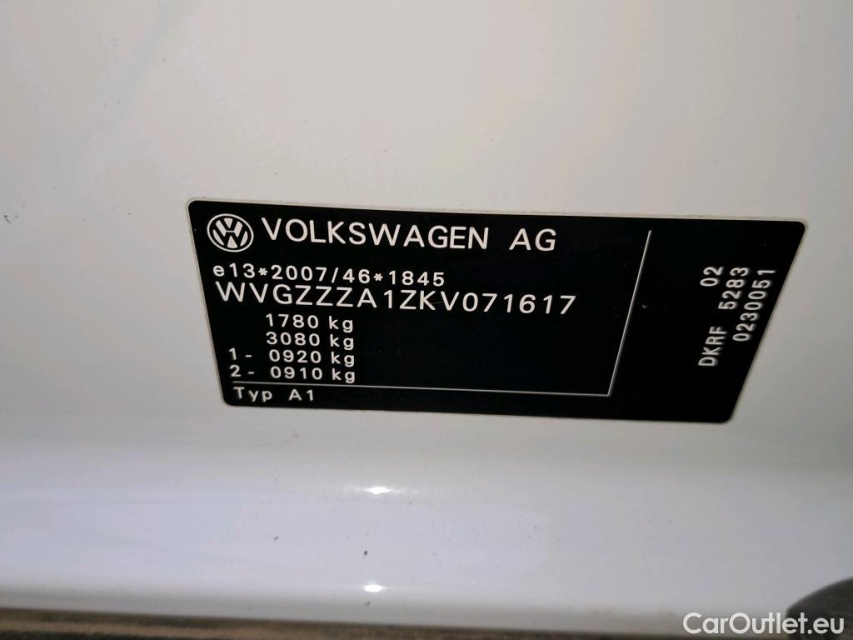 VOLKSWAGEN AG
e13*2007/46*1845
WVGZZZA1ZKV071617
1780 kg
3080 kg
1- 0920 kg
2- 0910 kg
Typ A1
DKRF 5283 02
0230051
CarOutlet.eu